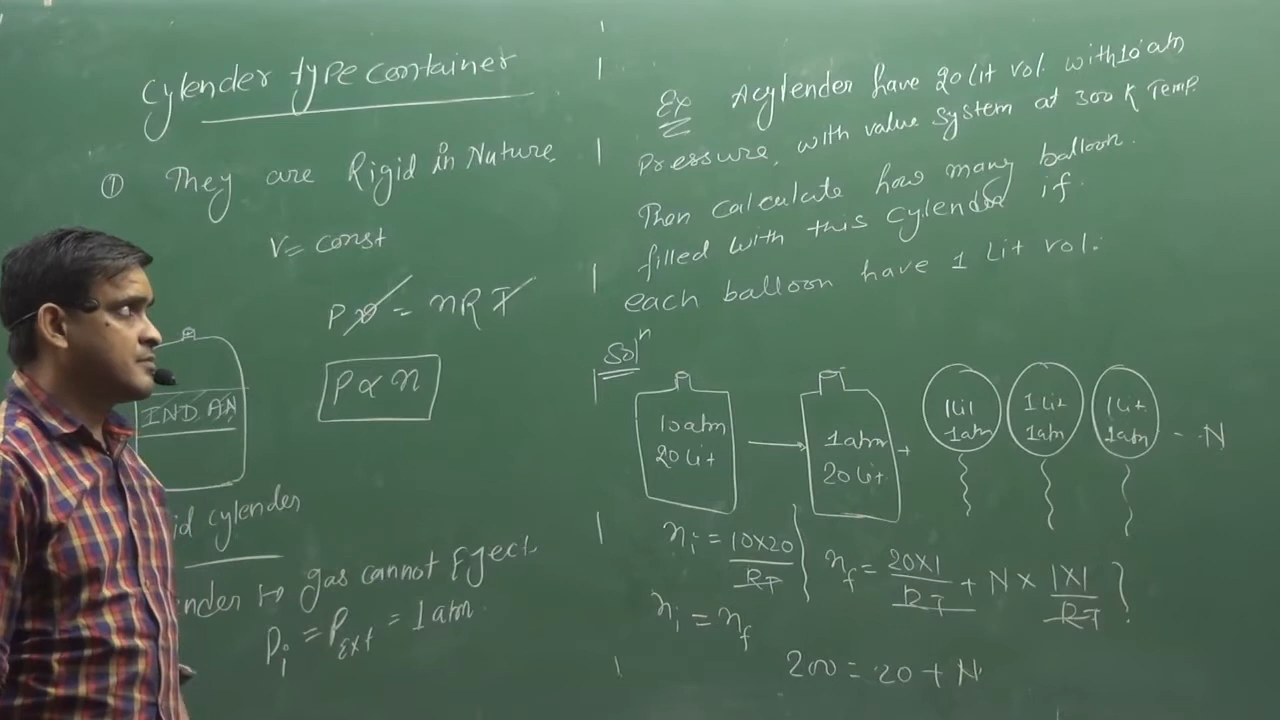 Cylender type container
① They are Rigid in Nature
V = const
PV = nRT
P ∝ n
INDIAN
id cylender
inder to gas cannot Eject
Pi = PExt = 1 atm
Ex A cylender have 20 Lit vol. with 10 atm
Pressure, with value system at 300 K Temp.
Then calculate how many balloon.
filled with this cylender if
each balloon have 1 Lit vol.
Solⁿ
10 atm
20 Lit
1 atm
20 Lit
+
1 Lit
1 atm
1 Lit
1 atm
1 Lit
1 atm
- - N
ni = 10×20/RT
nf = 20×1/RT + N × 1×1/RT
ni = nf
200 = 20 + N